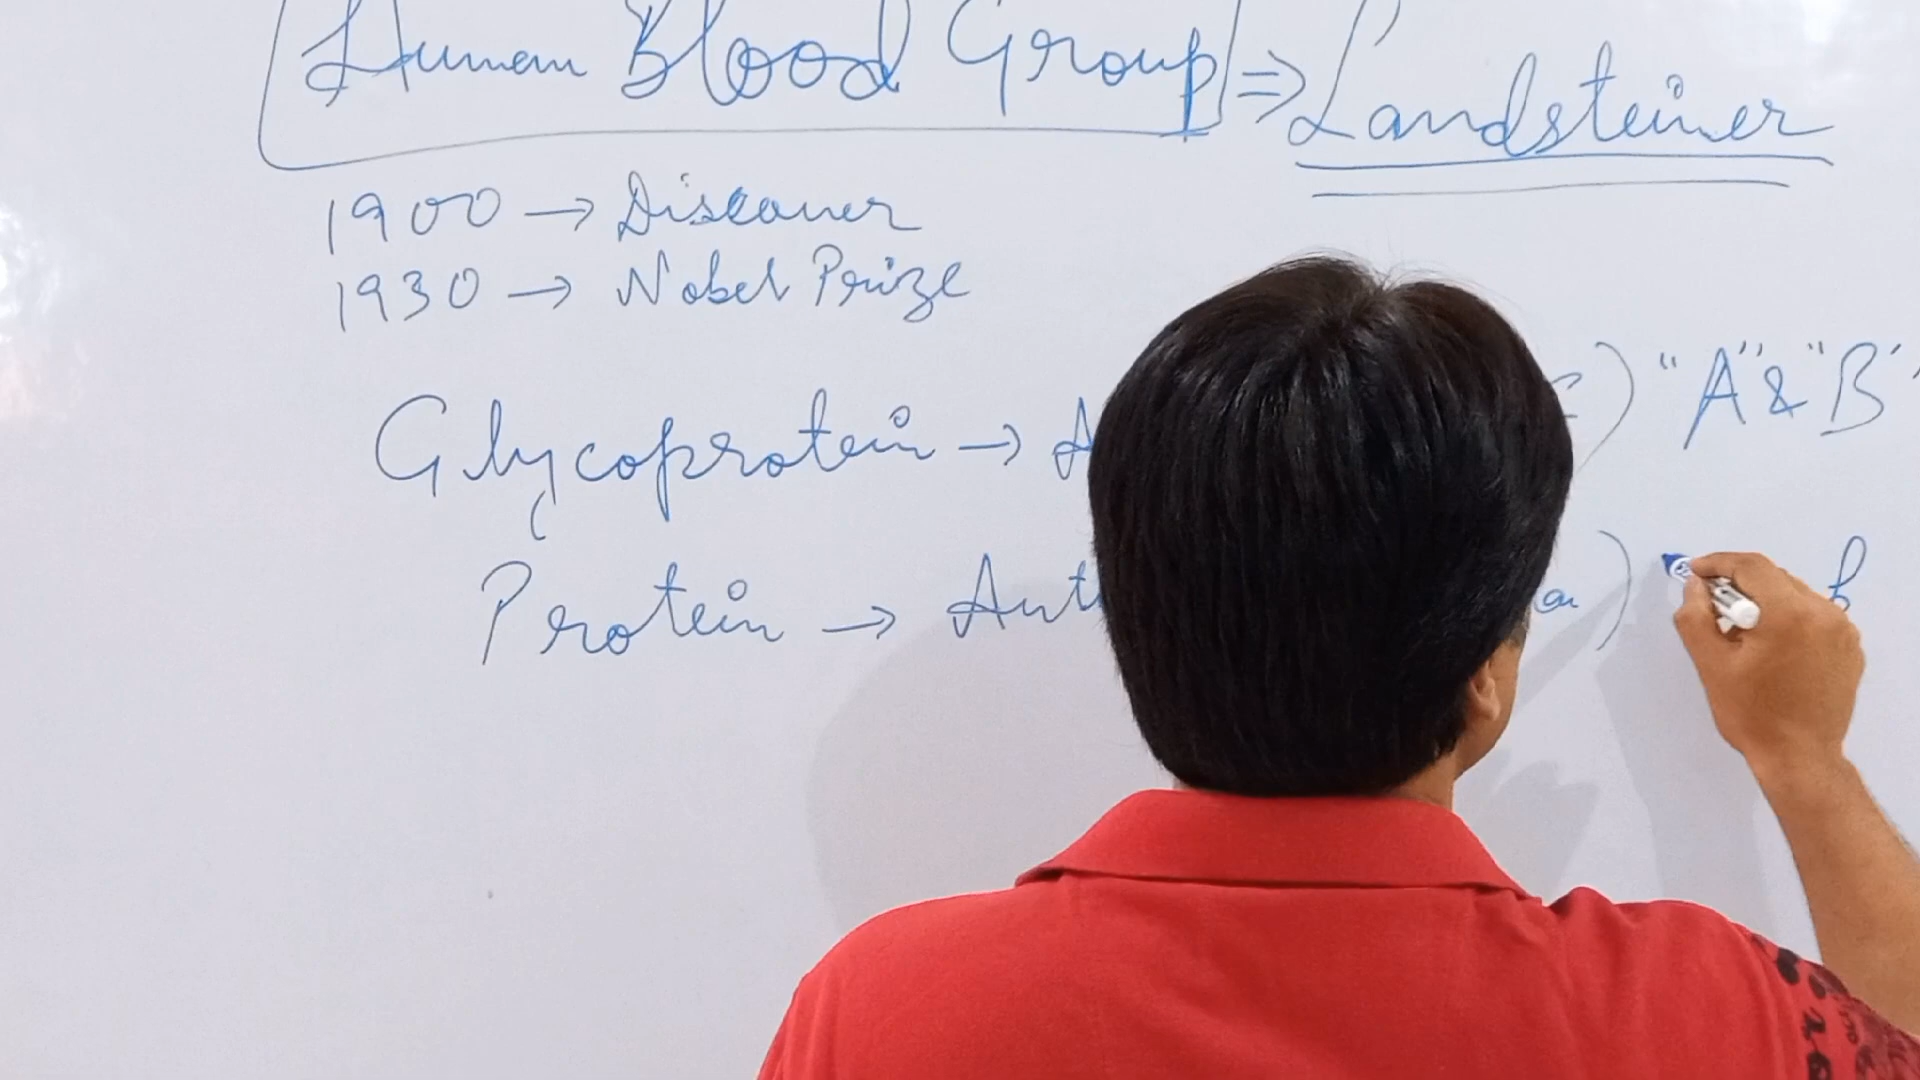 Human Blood Group ⇒ Landsteiner
1900 → Discover
1930 → Nobel Prize
Glycoprotein → ) "A" & "B"
Protein → )